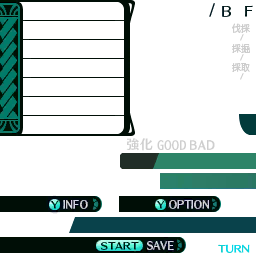 / B F
伐採
/
採掘
/
採取
/
強化 GOOD BAD
Y INFO
Y OPTION
START SAVE
TURN